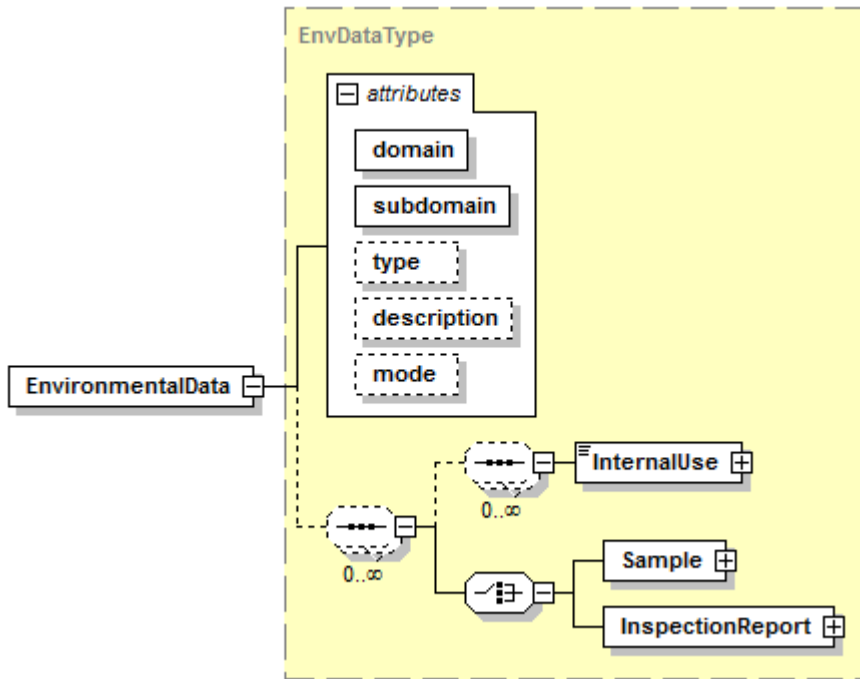 EnvDataType
attributes
domain
subdomain
type
description
mode
EnvironmentalData
InternalUse
0..∞
0..∞
Sample
InspectionReport